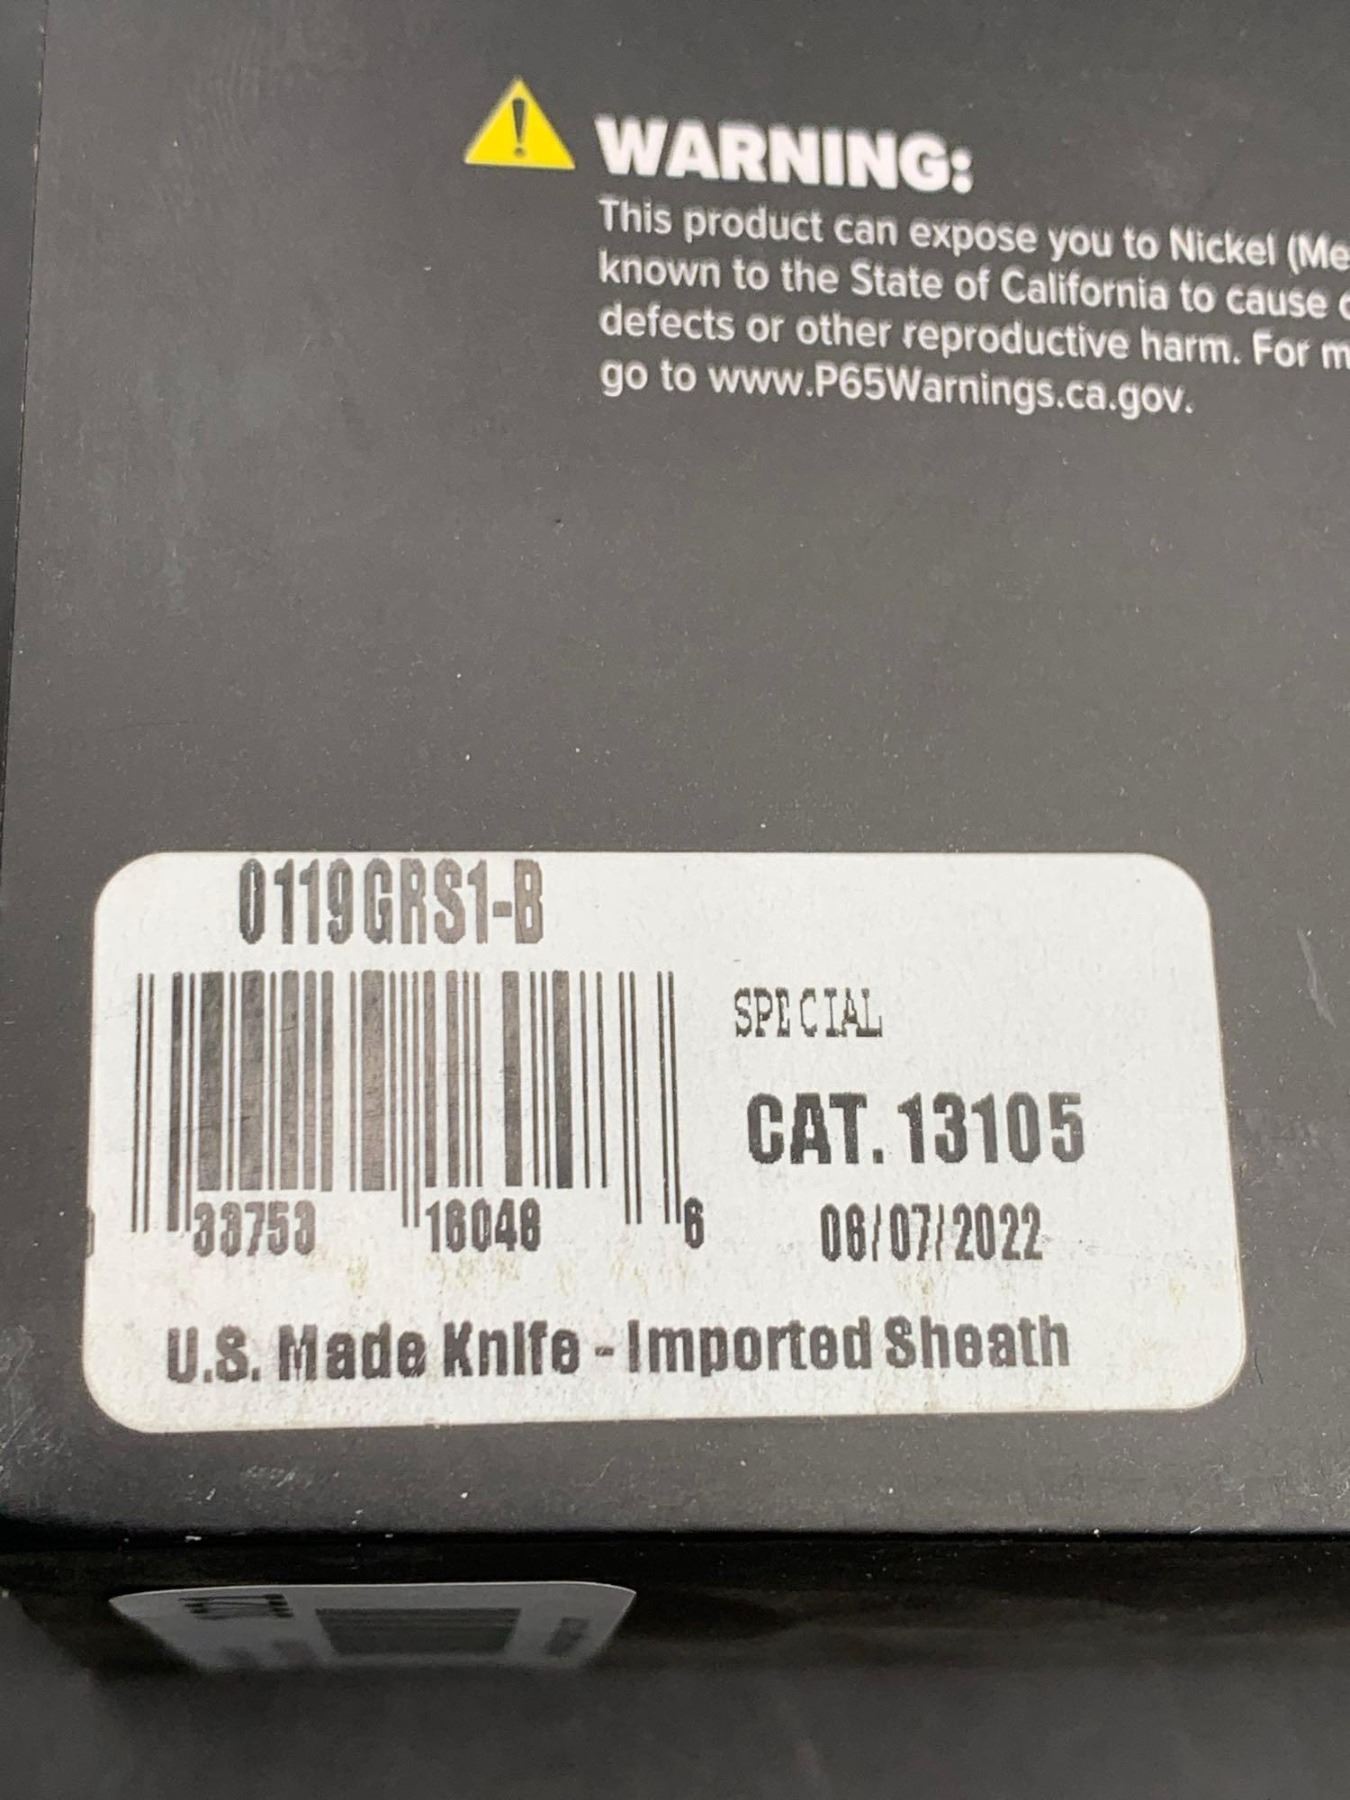 WARNING:
This product can expose you to Nickel (Me
known to the State of California to cause
defects or other reproductive harm. For m
go to www.P65Warnings.ca.gov.
0119GRS1-B
SPECIAL
CAT. 13105
33753 16048 6
06/07/2022
U.S. Made Knife - Imported Sheath